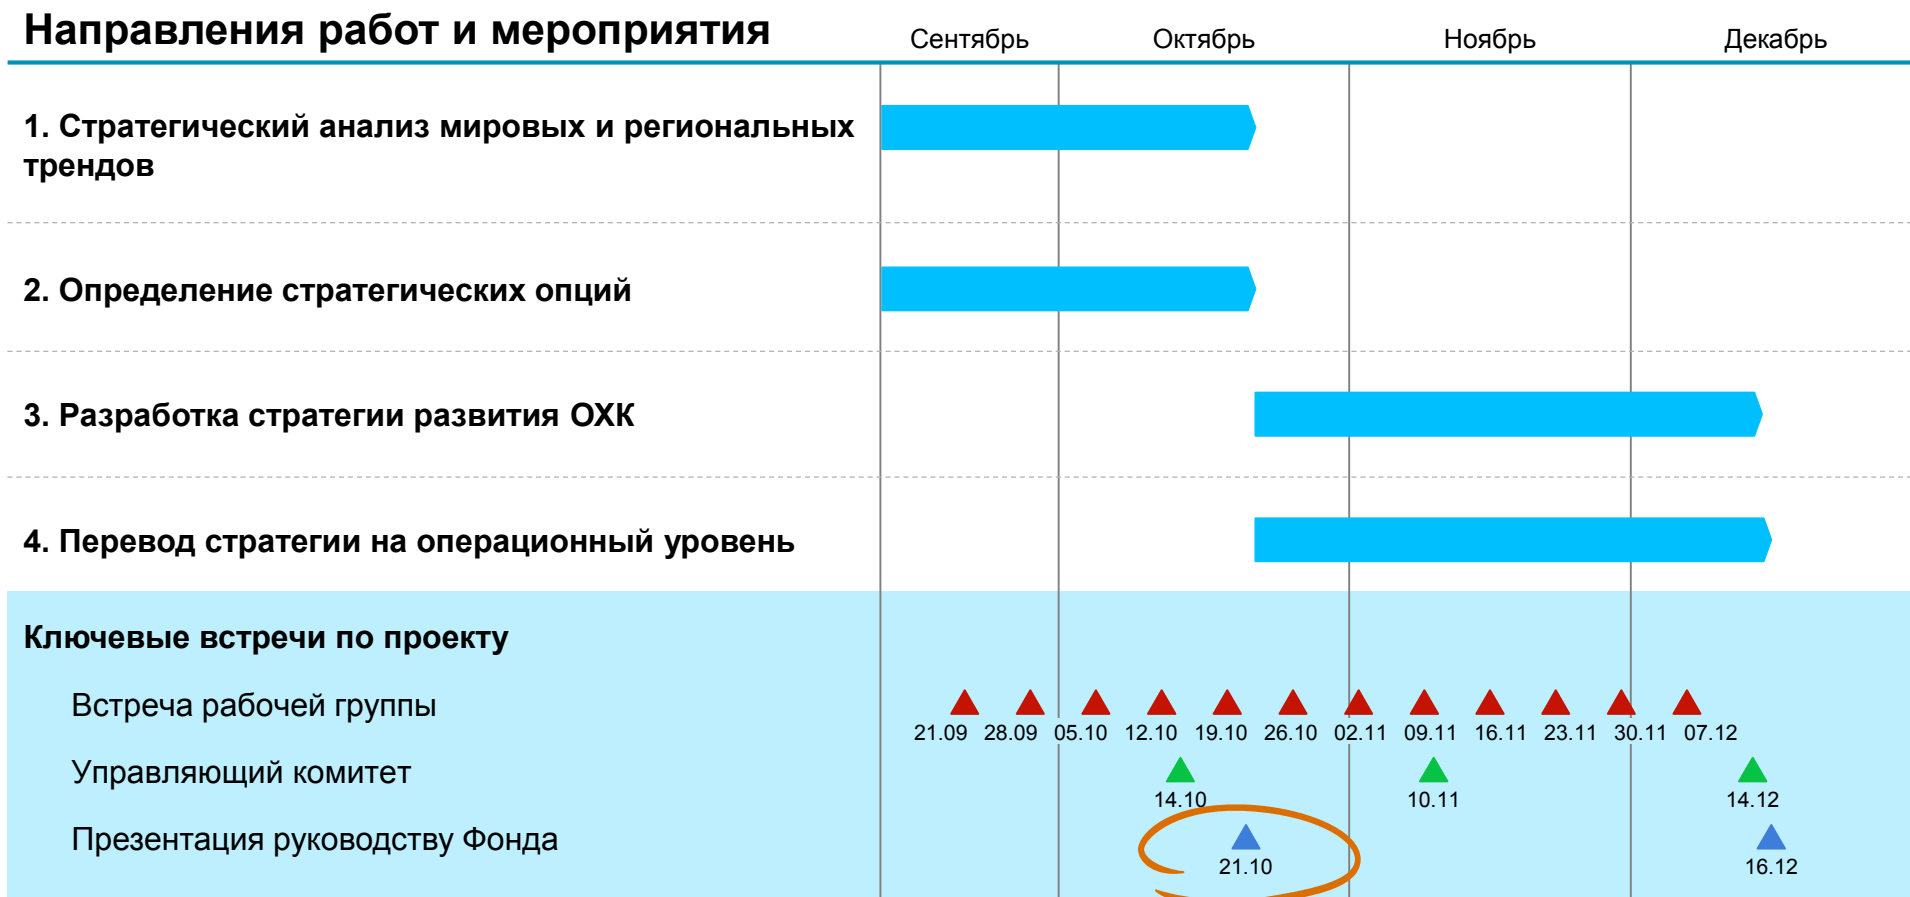 Направления работ и мероприятия
Сентябрь Октябрь Ноябрь Декабрь
1. Стратегический анализ мировых и региональных
трендов
2. Определение стратегических опций
3. Разработка стратегии развития ОХК
4. Перевод стратегии на операционный уровень
Ключевые встречи по проекту
Встреча рабочей группы
21.09 28.09 05.10 12.10 19.10 26.10 02.11 09.11 16.11 23.11 30.11 07.12
Управляющий комитет
14.10 10.11 14.12
Презентация руководству Фонда
21.10 16.12